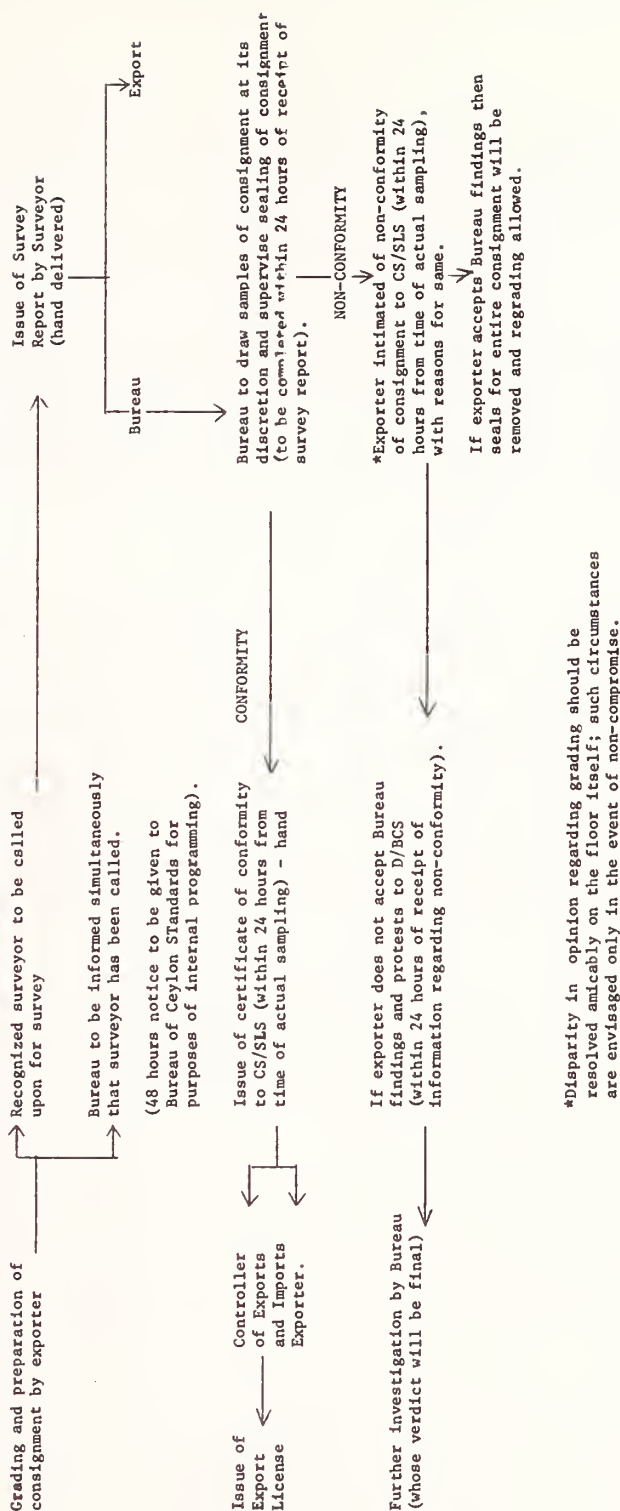 Grading and preparation of
consignment by exporter
Recognized surveyor to be called
upon for survey
Bureau to be informed simultaneously
that surveyor has been called.
(48 hours notice to be given to
Bureau of Ceylon STandards for
purposes of internal programming).
Issue of Survey
Report by Surveyor
(hand delivered)
Bureau
Export
Bureau to draw samples of consignment at its
discretion and supervise sealing of consignment
(to be completed within 24 hours of receipt of
survey report).
CONFORMITY
NON-CONFORMITY
Issue of certificate of conformity
to CS/SLS (within 24 hours from
time of actual sampling) - hand
Controller
of Exports
and Imports
Exporter.
Issue of
Export
License
*Exporter intimated of non-conformity
of consignment to CS/SLS (within 24
hours from time of actual sampling),
with reasons for same.
If exporter accepts Bureau findings then
seals for entire consignment will be
removed and regrading allowed.
If exporter does not accept Bureau
findings and protests to D/BCS
(within 24 hours of receipt of
information regarding non-conformity).
Further investigation by Bureau
(whose verdict will be final)
*Disparity in opinion regarding grading should be
resolved amicably on the floor itself; such circumstances
are envisaged only in the event of non-compromise.